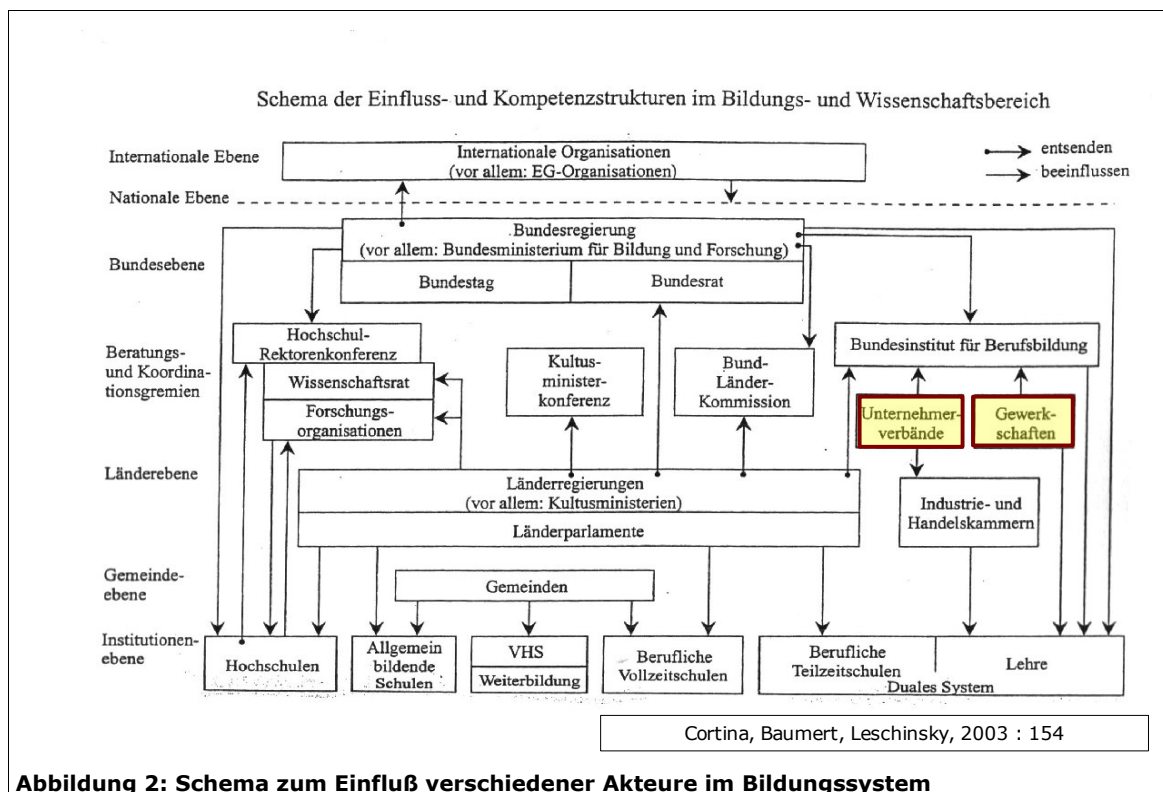 Schema der Einfluss- und Kompetenzstrukturen im Bildungs- und Wissenschaftsbereich
Internationale Ebene
Internationale Organisationen
(vor allem: EG-Organisationen)
entsenden
beeinflussen
Nationale Ebene
Bundesebene
Bundesregierung
(vor allem: Bundesministerium für Bildung und Forschung)
Bundestag
Bundesrat
Beratungs-
und Koordina-
tionsgremien
Hochschul-
Rektorenkonferenz
Wissenschaftsrat
Forschungs-
organisationen
Kultus-
minister-
konferenz
Bund-
Länder-
Kommission
Bundesinstitut für Berufsbildung
Unternehmer-
verbände
Gewerk-
schaften
Länderebene
Länderregierungen
(vor allem: Kultusministerien)
Länderparlamente
Industrie- und
Handelskammern
Gemeinde-
ebene
Gemeinden
Institutionen-
ebene
Hochschulen
Allgemein
bildende
Schulen
VHS
Weiterbildung
Berufliche
Vollzeitschulen
Berufliche
Teilzeitschulen
Lehre
Duales System
Cortina, Baumert, Leschinsky, 2003 : 154
Abbildung 2: Schema zum Einfluß verschiedener Akteure im Bildungssystem